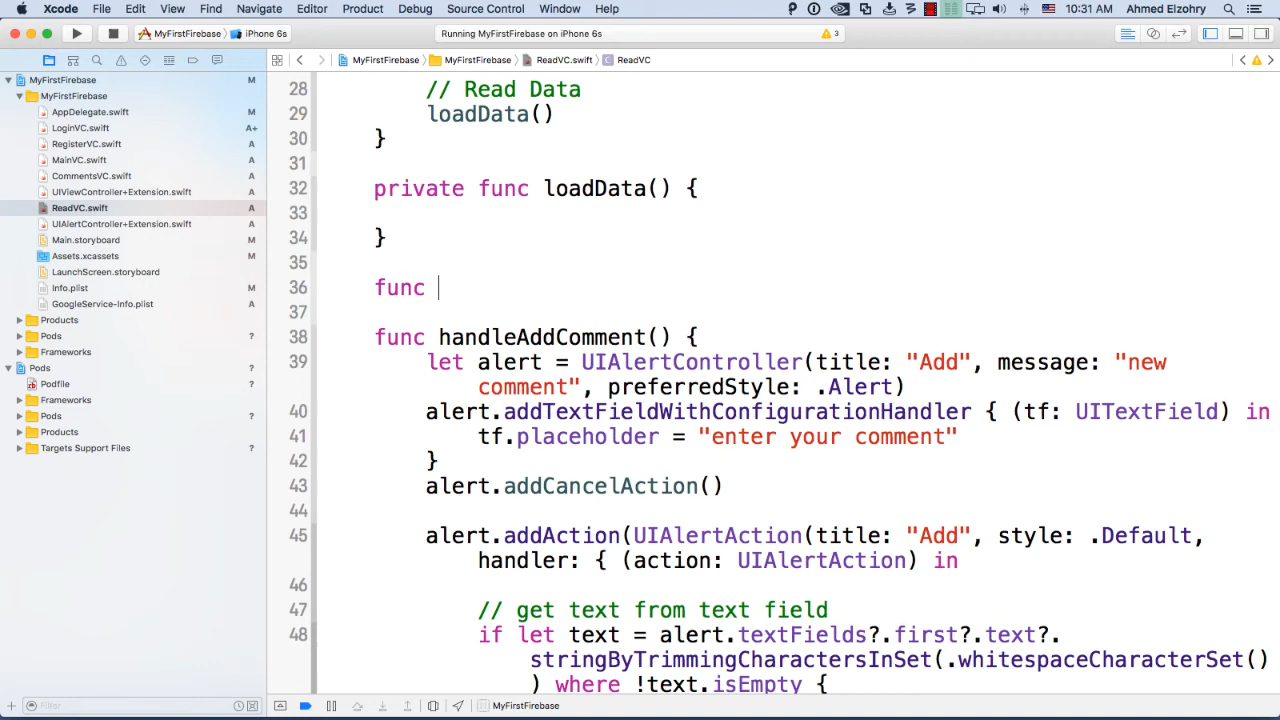 Xcode File Edit View Find Navigate Editor Product Debug Source Control Window Help 10:31 AM Ahmed Elzohry
MyFirstFirebase iPhone 6s Running MyFirstFirebase on iPhone 6s 3
MyFirstFirebase MyFirstFirebase ReadVC.swift C ReadVC
MyFirstFirebase M
MyFirstFirebase
AppDelegate.swift M
LoginVC.swift A+
RegisterVC.swift A
MainVC.swift A
CommentsVC.swift A
UIViewController+Extension.swift A
ReadVC.swift A
UIAlertController+Extension.swift A
Main.storyboard M
Assets.xcassets M
LaunchScreen.storyboard
Info.plist M
GoogleService-Info.plist A
Products
Pods ?
Frameworks
Pods ?
Podfile ?
Frameworks ?
Pods ?
Products ?
Targets Support Files ?
Filter
28 // Read Data
29 loadData()
30 }
31
32 private func loadData() {
33
34 }
35
36 func
37
38 func handleAddComment() {
39 let alert = UIAlertController(title: "Add", message: "new
comment", preferredStyle: .Alert)
40 alert.addTextFieldWithConfigurationHandler { (tf: UITextField) in
41 tf.placeholder = "enter your comment"
42 }
43 alert.addCancelAction()
44
45 alert.addAction(UIAlertAction(title: "Add", style: .Default,
handler: { (action: UIAlertAction) in
46
47 // get text from text field
48 if let text = alert.textFields?.first?.text?.
stringByTrimmingCharactersInSet(.whitespaceCharacterSet()
) where !text.isEmpty {
MyFirstFirebase